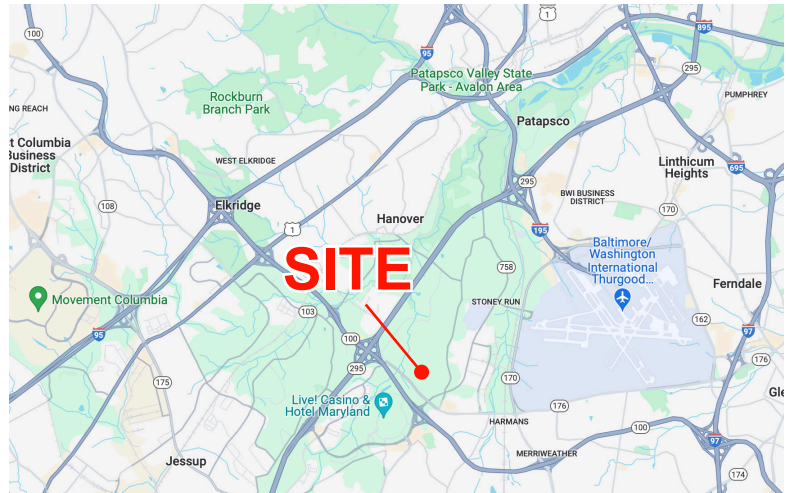 1
100
95
895
Patapsco Valley State
Park - Avalon Area
295
Rockburn
Branch Park
PUMPHREY
NG REACH
Patapsco
t Columbia
Business
District
WEST ELKRIDGE
Linthicum
Heights
695
295
BWI BUSINESS
DISTRICT
108
Elkridge
Hanover
170
1
195
SITE
Baltimore/
Washington
International
Thurgood...
758
Ferndale
Movement Columbia
STONEY RUN
103
162
95
97
100
295
176
175
170
Live! Casino &
Hotel Maryland
176
Gle
HARMANS
100
97
MERRIWEATHER
Jessup
174